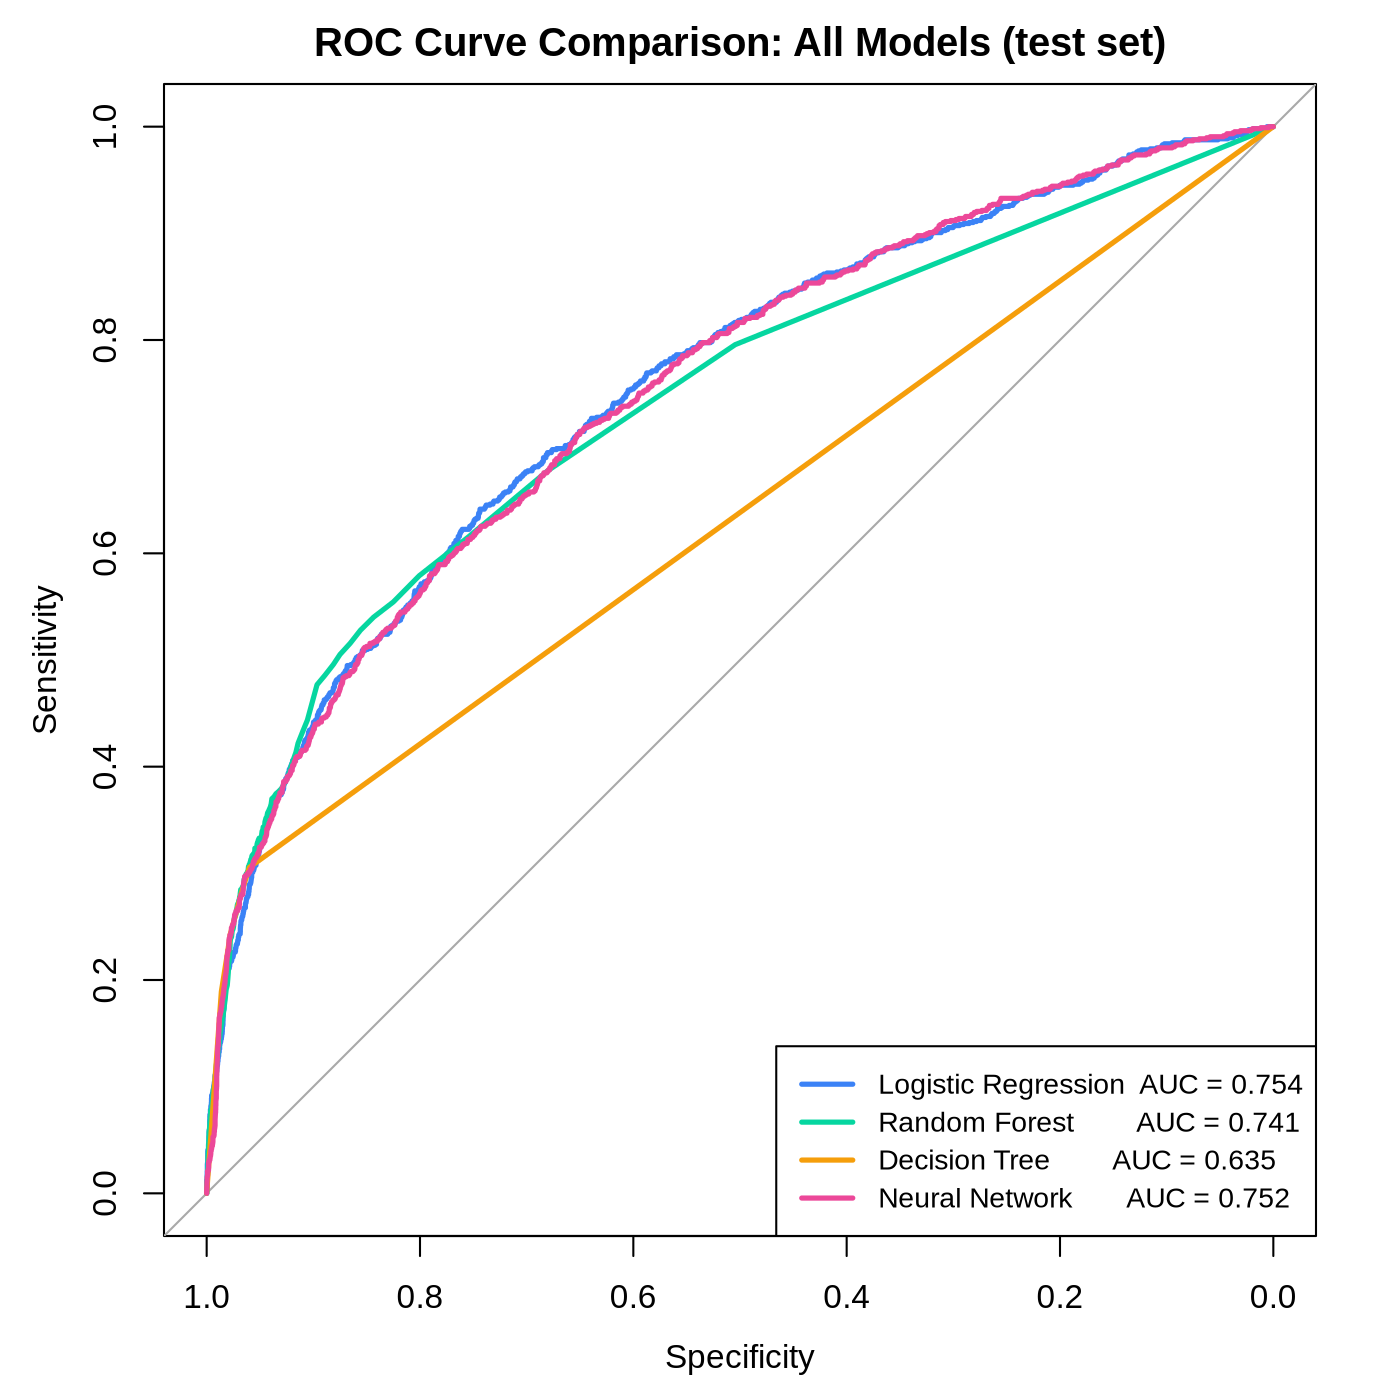 ROC Curve Comparison: All Models (test set)
1.0
0.8
0.6
0.4
0.2
0.0
Sensitivity
Logistic Regression AUC = 0.754
Random Forest AUC = 0.741
Decision Tree AUC = 0.635
Neural Network AUC = 0.752
1.0 0.8 0.6 0.4 0.2 0.0
Specificity